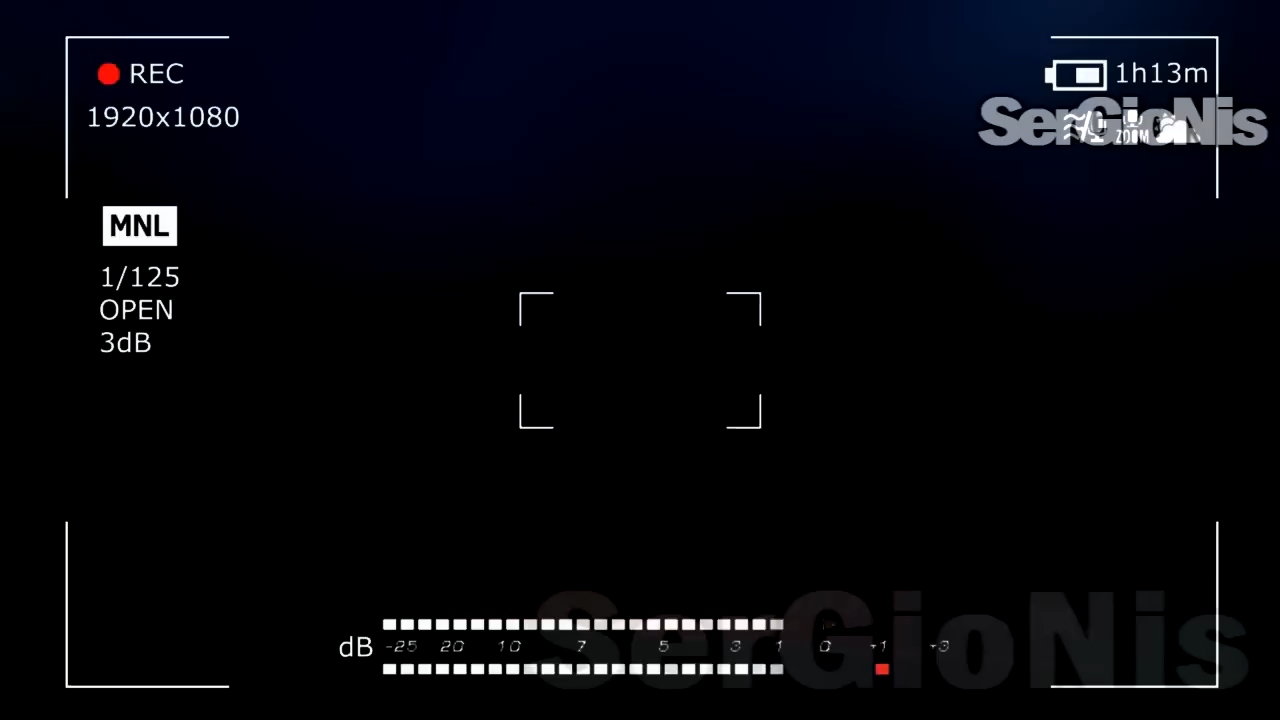 REC
1h13m
1920x1080
SerGioNis
ZOOM
MNL
1/125
OPEN
3dB
dB -25 20 10 7 5 3 1 0 +1 +3
SerGioNis